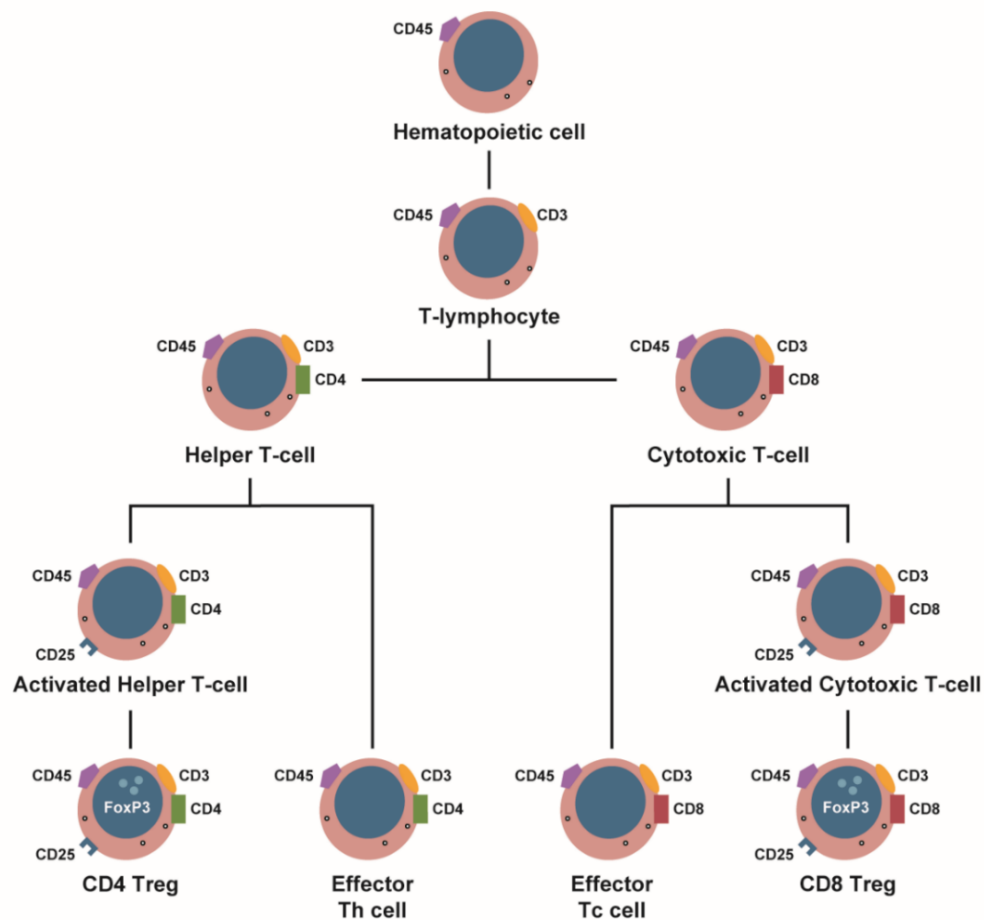 CD45
Hematopoietic cell
CD45 CD3
T-lymphocyte
CD45 CD3
CD4
Helper T-cell
CD45 CD3
CD8
Cytotoxic T-cell
CD45 CD3
CD4
CD25
Activated Helper T-cell
CD45 CD3
CD8
CD25
Activated Cytotoxic T-cell
CD45 CD3
FoxP3 CD4
CD25
CD4 Treg
CD45 CD3
CD4
Effector
Th cell
CD45 CD3
CD8
Effector
Tc cell
CD45 CD3
FoxP3 CD8
CD25
CD8 Treg